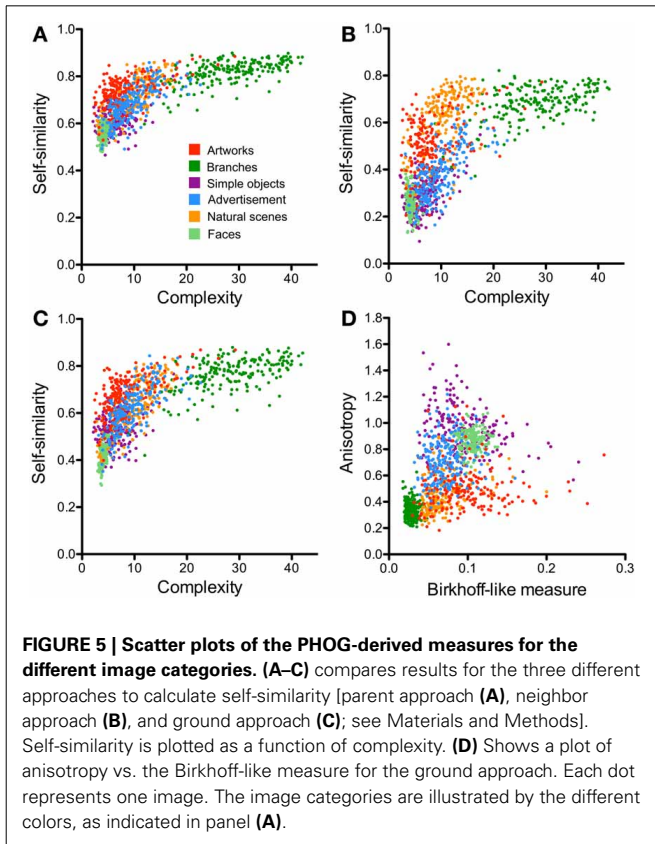 A
B
1.0
0.8
0.6
0.4
0.2
0.0
Self-similarity
0 10 20 30 40
Complexity
Artworks
Branches
Simple objects
Advertisement
Natural scenes
Faces
1.0
0.8
0.6
0.4
0.2
0.0
Self-similarity
0 10 20 30 40
Complexity
C
D
1.0
0.8
0.6
0.4
0.2
0.0
Self-similarity
0 10 20 30 40
Complexity
1.8
1.6
1.4
1.2
1.0
0.8
0.6
0.4
0.2
0.0
Anisotropy
0.0 0.1 0.2 0.3
Birkhoff-like measure
FIGURE 5 | Scatter plots of the PHOG-derived measures for the
different image categories. (A–C) compares results for the three different
approaches to calculate self-similarity [parent approach (A), neighbor
approach (B), and ground approach (C); see Materials and Methods].
Self-similarity is plotted as a function of complexity. (D) Shows a plot of
anisotropy vs. the Birkhoff-like measure for the ground approach. Each dot
represents one image. The image categories are illustrated by the different
colors, as indicated in panel (A).